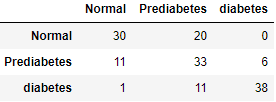 Normal Prediabetes diabetes
Normal 30 20 0
Prediabetes 11 33 6
diabetes 1 11 38